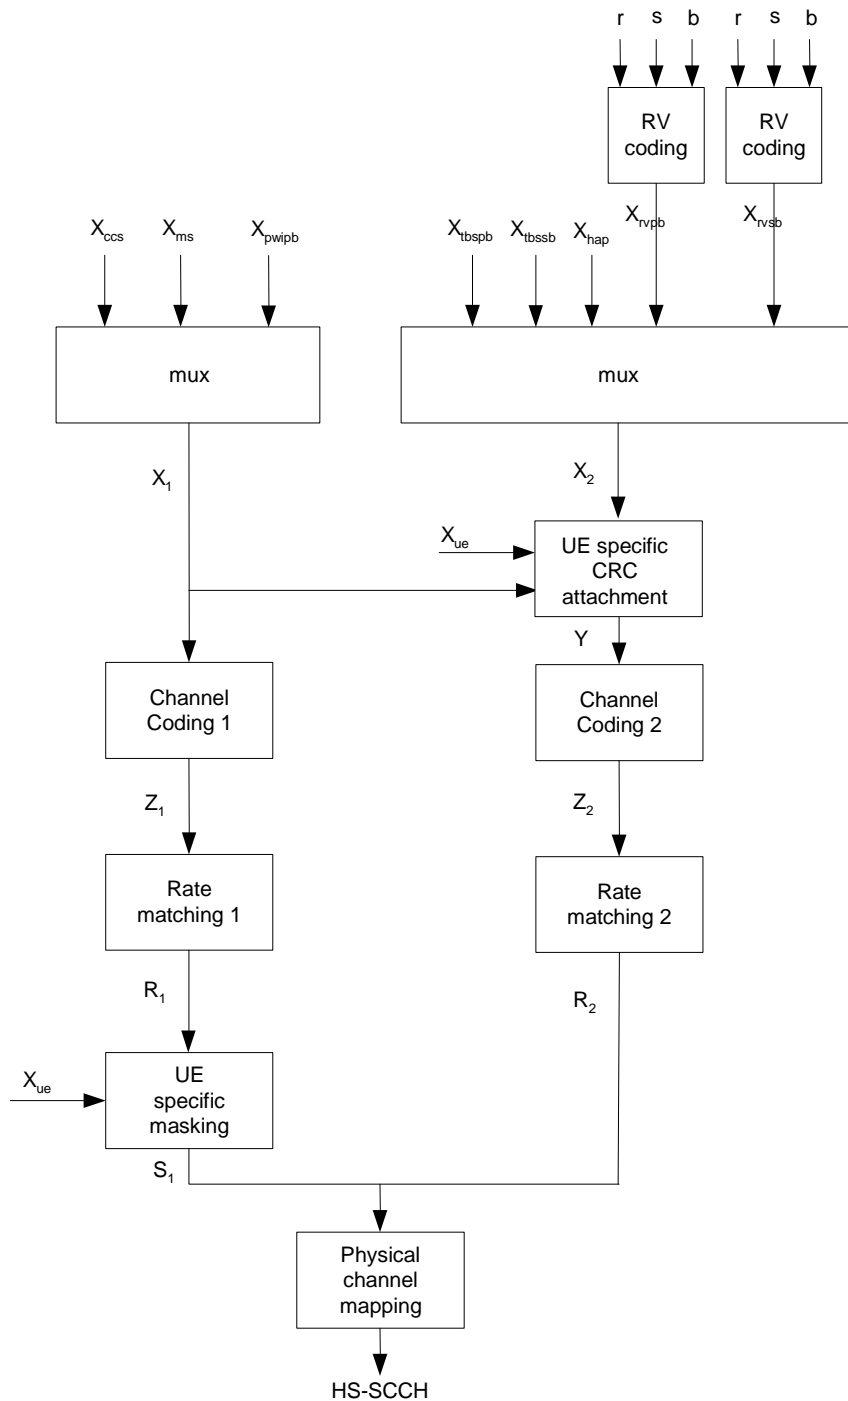 r s b r s b
RV
coding
RV
coding
Xccs Xms Xpwipb
Xtbspb Xtbssb Xhap Xrvpb Xrvsb
mux
mux
X1
X2
Xue
UE specific
CRC
attachment
Y
Channel
Coding 1
Channel
Coding 2
Z1
Z2
Rate
matching 1
Rate
matching 2
R1
R2
Xue
UE
specific
masking
S1
Physical
channel
mapping
HS-SCCH